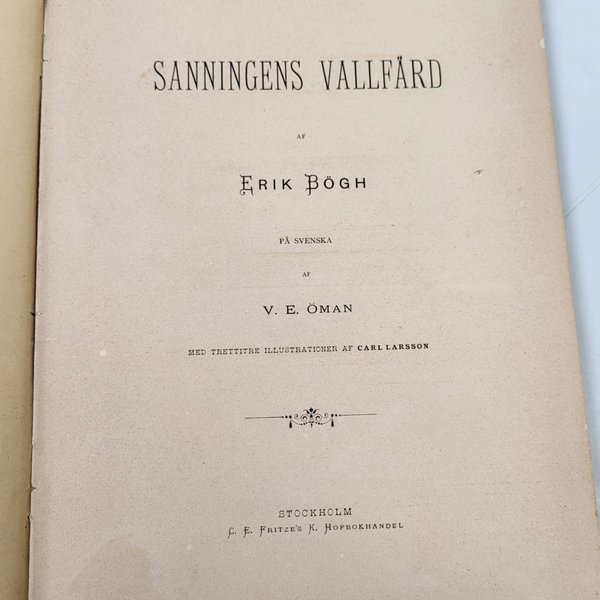 SANNINGENS VALLFÄRD
AF
ERIK BÖGH
PÅ SVENSKA
AF
V. E. ÖMAN
MED TRETTITRE ILLUSTRATIONER AF CARL LARSSON
STOCKHOLM
C. E. FRITZE'S K. HOFBOKHANDEL